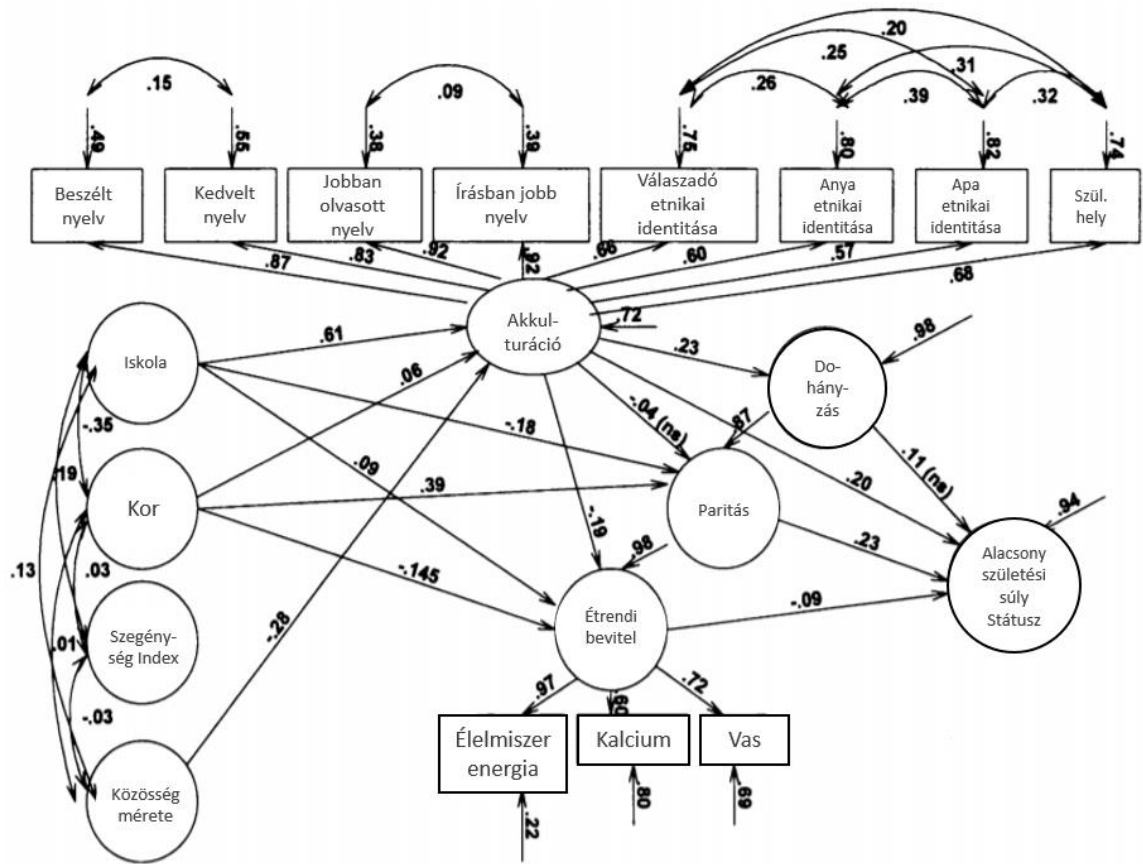 .20
.25
.31
.15
.09
.26
.39
.32
.49
.55
.38
.39
.75
.80
.82
.74
Beszélt
nyelv
Kedvelt
nyelv
Jobban
olvasott
nyelv
Írásban jobb
nyelv
Válaszadó
etnikai
identitása
Anya
etnikai
identitása
Apa
etnikai
identitása
Szül.
hely
.87
.83
.92
.92
.66
.60
.57
.68
Akkul-
turáció
.72
Iskola
.61
.23
.98
Do-
hány-
zás
.06
-.04 (ns)
.87
-.35
-.18
.11 (ns)
.19
.09
.20
Kor
.39
Paritás
-.19
.98
.23
.94
.13
.03
-.145
Alacsony
születési
súly
Státusz
-.09
Étrendi
bevitel
-.28
Szegény-
ség Index
.01
-.03
.97
.60
.72
Élelmiszer
energia
Kalcium
Vas
Közösség
mérete
.22
.80
.69